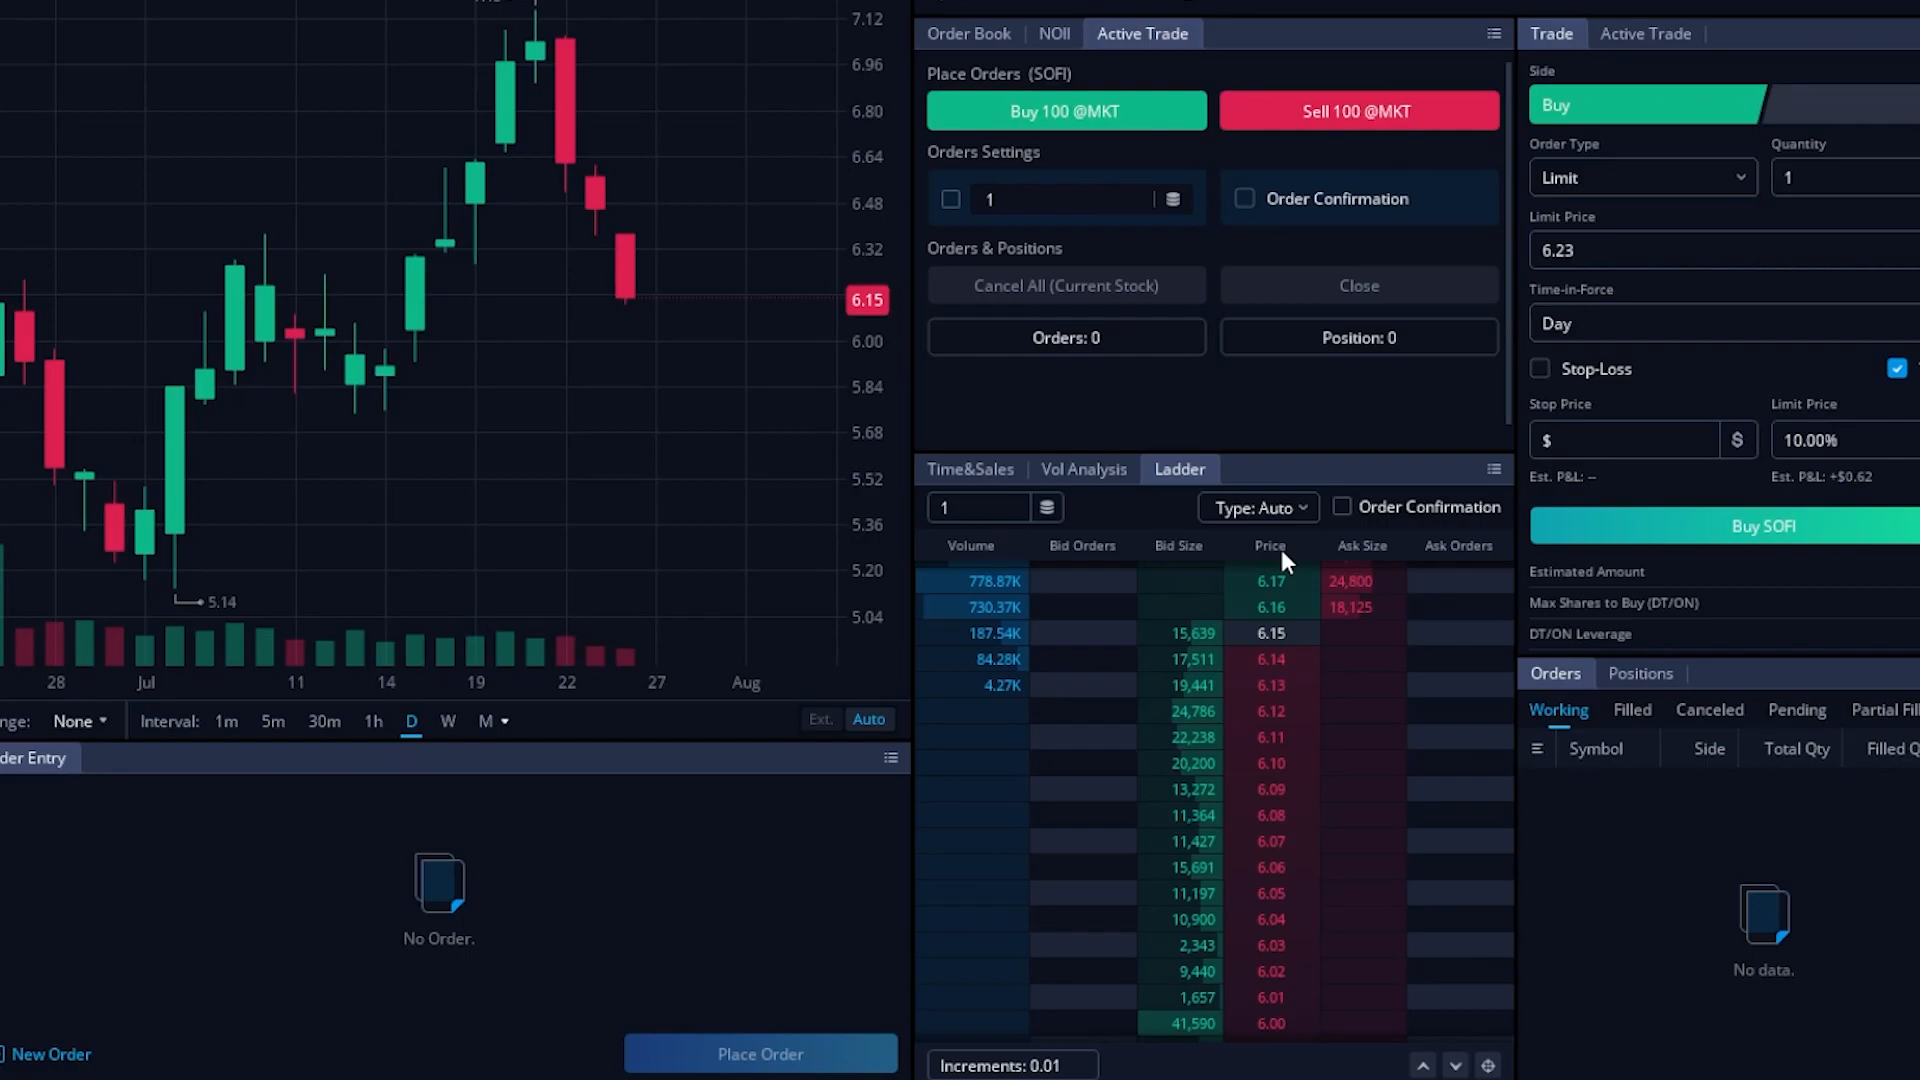 7.12
6.96
6.80
6.64
6.48
6.32
6.15
6.00
5.84
5.68
5.52
5.36
5.20
5.04
5.14
28 Jul 11 14 19 22 27 Aug
nge: None Interval: 1m 5m 30m 1h D W M Ext. Auto
der Entry
No Order.
New Order Place Order
Order Book NOII Active Trade
Place Orders (SOFI)
Buy 100 @MKT Sell 100 @MKT
Orders Settings
1 Order Confirmation
Orders & Positions
Cancel All (Current Stock) Close
Orders: 0 Position: 0
Time&Sales Vol Analysis Ladder
1 Type: Auto Order Confirmation
Volume Bid Orders Bid Size Price Ask Size Ask Orders
778.87K 6.17 24,800
730.37K 6.16 18,125
187.54K 15,639 6.15
84.28K 17,511 6.14
4.27K 19,441 6.13
24,786 6.12
22,238 6.11
20,200 6.10
13,272 6.09
11,364 6.08
11,427 6.07
15,691 6.06
11,197 6.05
10,900 6.04
2,343 6.03
9,440 6.02
1,657 6.01
41,590 6.00
Increments: 0.01
Trade Active Trade
Side
Buy
Order Type Quantity
Limit 1
Limit Price
6.23
Time-in-Force
Day
Stop-Loss
Stop Price Limit Price
$ $ 10.00%
Est. P&L: -- Est. P&L: +$0.62
Buy SOFI
Estimated Amount
Max Shares to Buy (DT/ON)
DT/ON Leverage
Orders Positions
Working Filled Canceled Pending Partial Fil
Symbol Side Total Qty Filled Q
No data.